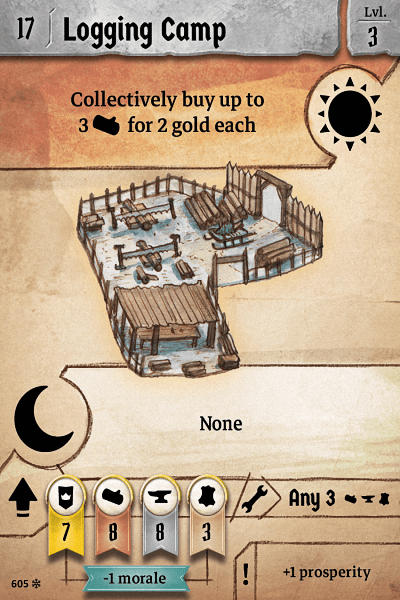 17 Logging Camp
Lvl.
3
Collectively buy up to
3 for 2 gold each
None
7 8 8 3
Any 3
-1 morale
! +1 prosperity
605